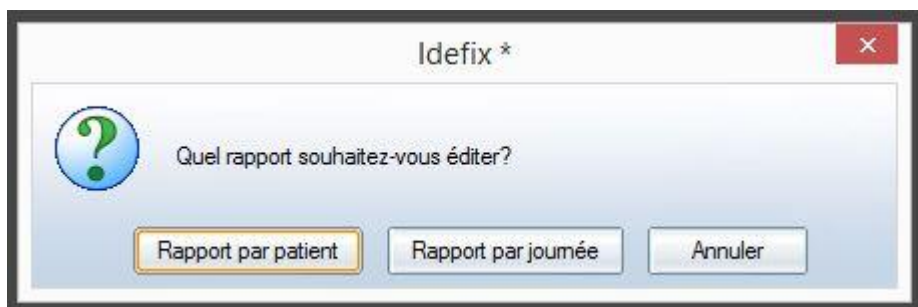 Idefix *
Quel rapport souhaitez-vous éditer?
Rapport par patient
Rapport par journée
Annuler